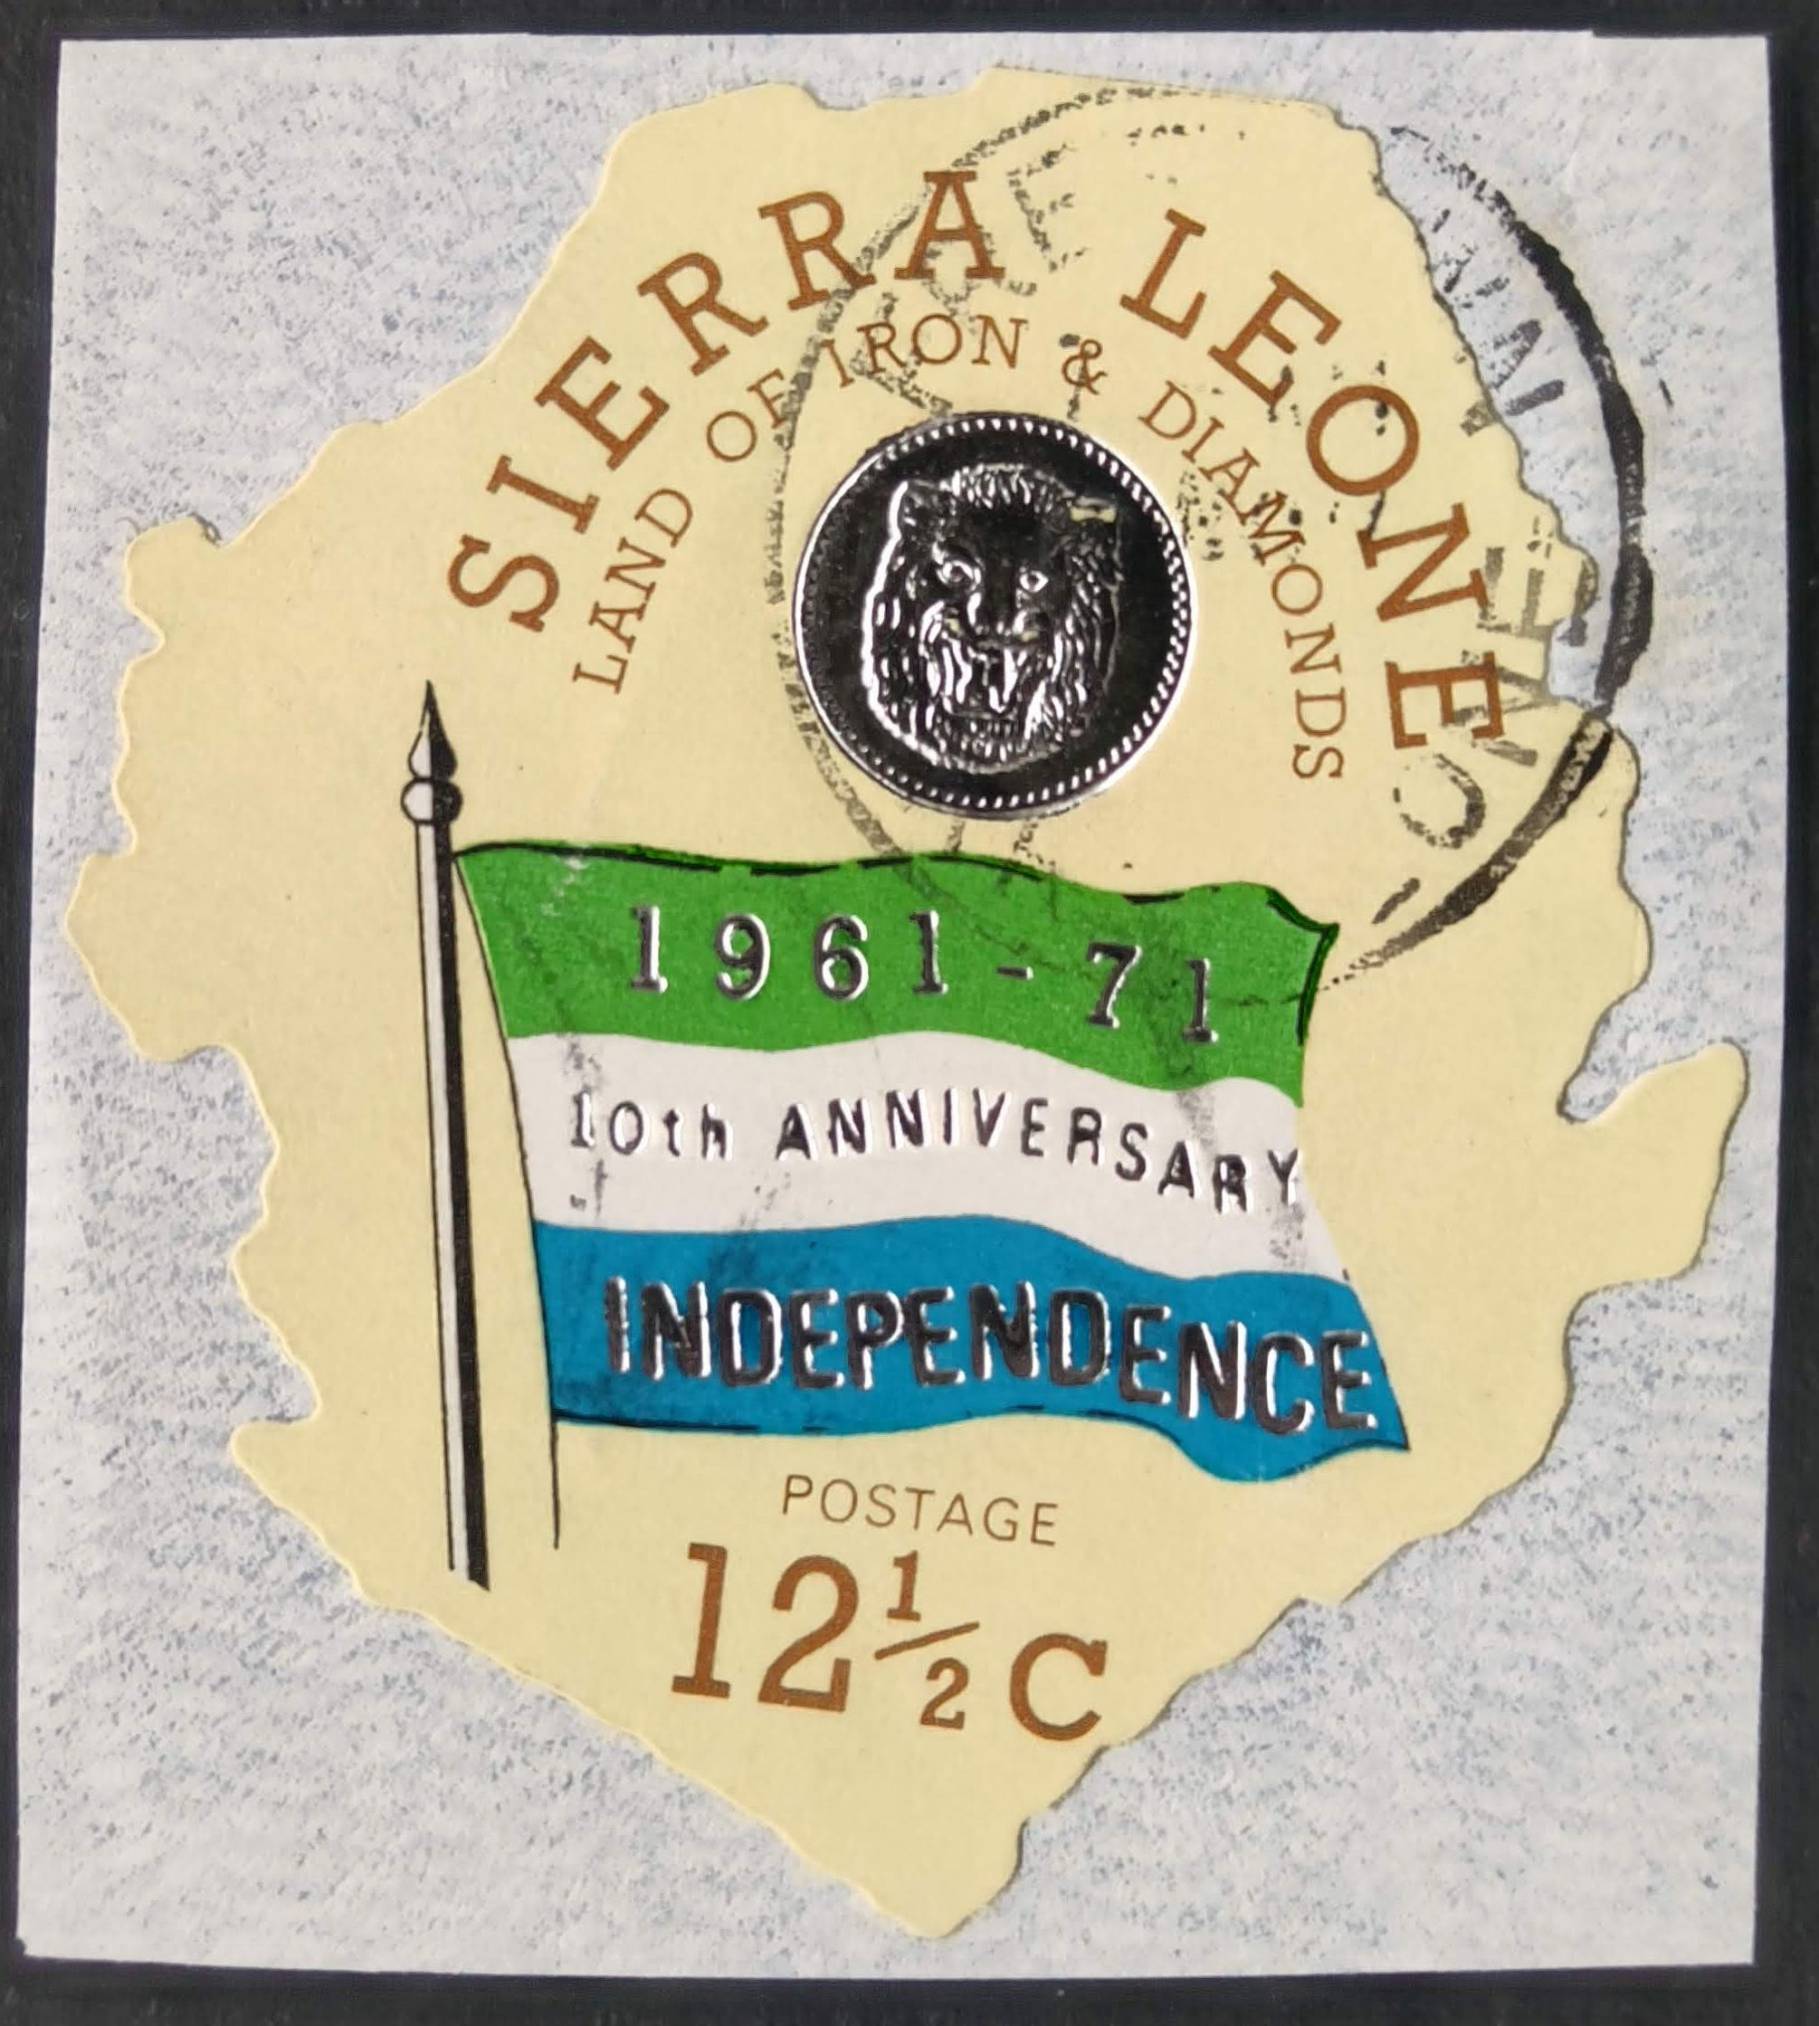 SIERRA LEONE
LAND OF IRON & DIAMONDS
1961-71
10th ANNIVERSARY
INDEPENDENCE
POSTAGE
12½c